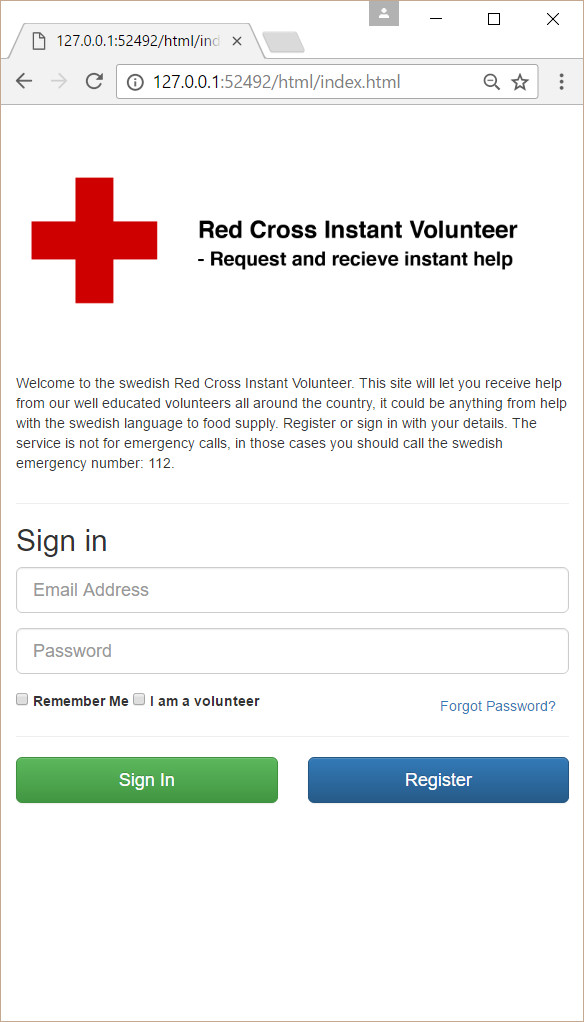 127.0.0.1:52492/html/ind
127.0.0.1:52492/html/index.html
Red Cross Instant Volunteer
- Request and recieve instant help
Welcome to the swedish Red Cross Instant Volunteer. This site will let you receive help
from our well educated volunteers all around the country, it could be anything from help
with the swedish language to food supply. Register or sign in with your details. The
service is not for emergency calls, in those cases you should call the swedish
emergency number: 112.
Sign in
Email Address
Password
Remember Me I am a volunteer
Forgot Password?
Sign In
Register